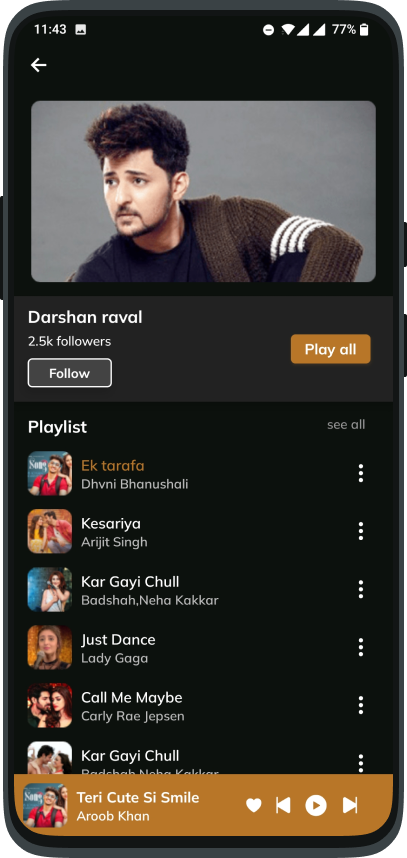 11:43 77%
Darshan raval
2.5k followers
Follow
Play all
Playlist see all
Ek tarafa
Dhvni Bhanushali
Kesariya
Arijit Singh
Kar Gayi Chull
Badshah,Neha Kakkar
Just Dance
Lady Gaga
Call Me Maybe
Carly Rae Jepsen
Kar Gayi Chull
Badshah,Neha Kakkar
Teri Cute Si Smile
Aroob Khan